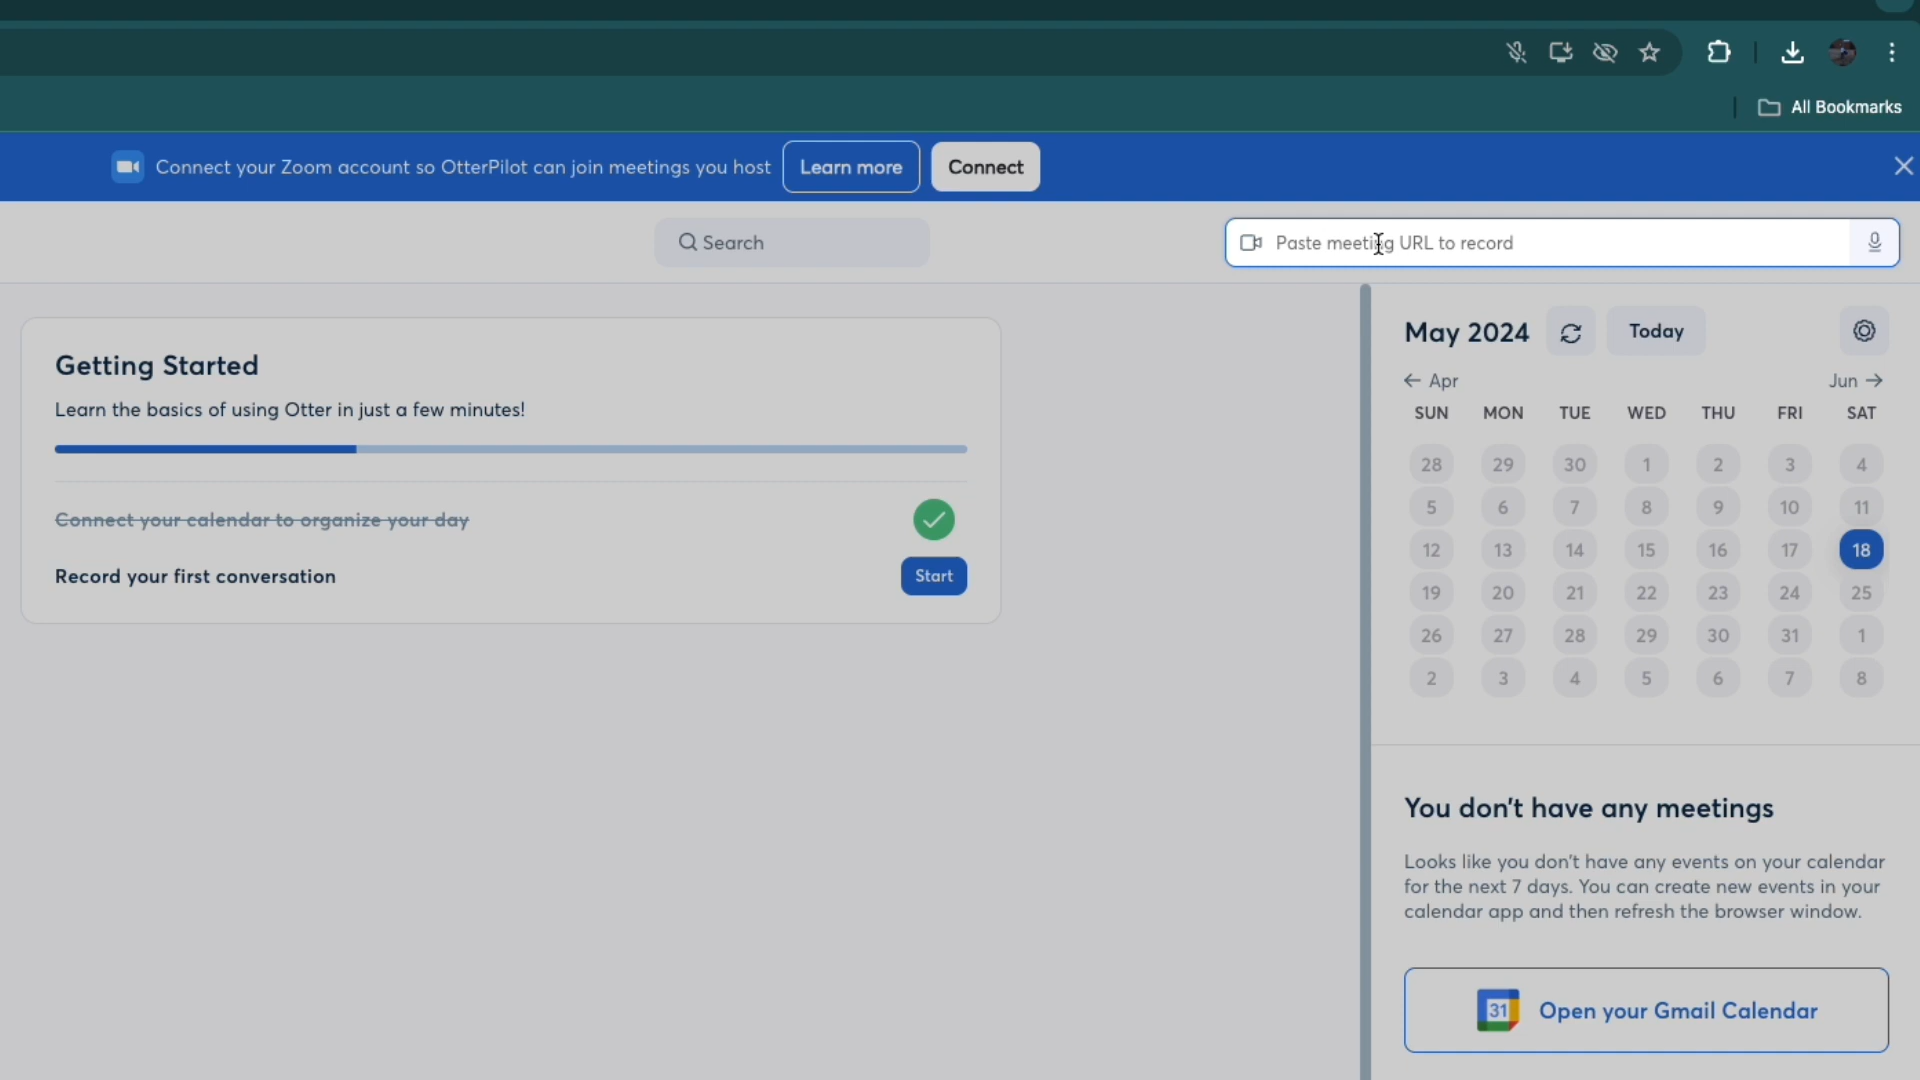 All Bookmarks
Connect your Zoom account so OtterPilot can join meetings you host
Learn more
Connect
Search
Paste meeting URL to record
Getting Started
Learn the basics of using Otter in just a few minutes!
Connect your calendar to organize your day
Record your first conversation
Start
May 2024
Today
← Apr
Jun →
SUN MON TUE WED THU FRI SAT
28 29 30 1 2 3 4
5 6 7 8 9 10 11
12 13 14 15 16 17 18
19 20 21 22 23 24 25
26 27 28 29 30 31 1
2 3 4 5 6 7 8
You don't have any meetings
Looks like you don't have any events on your calendar
for the next 7 days. You can create new events in your
calendar app and then refresh the browser window.
31
Open your Gmail Calendar